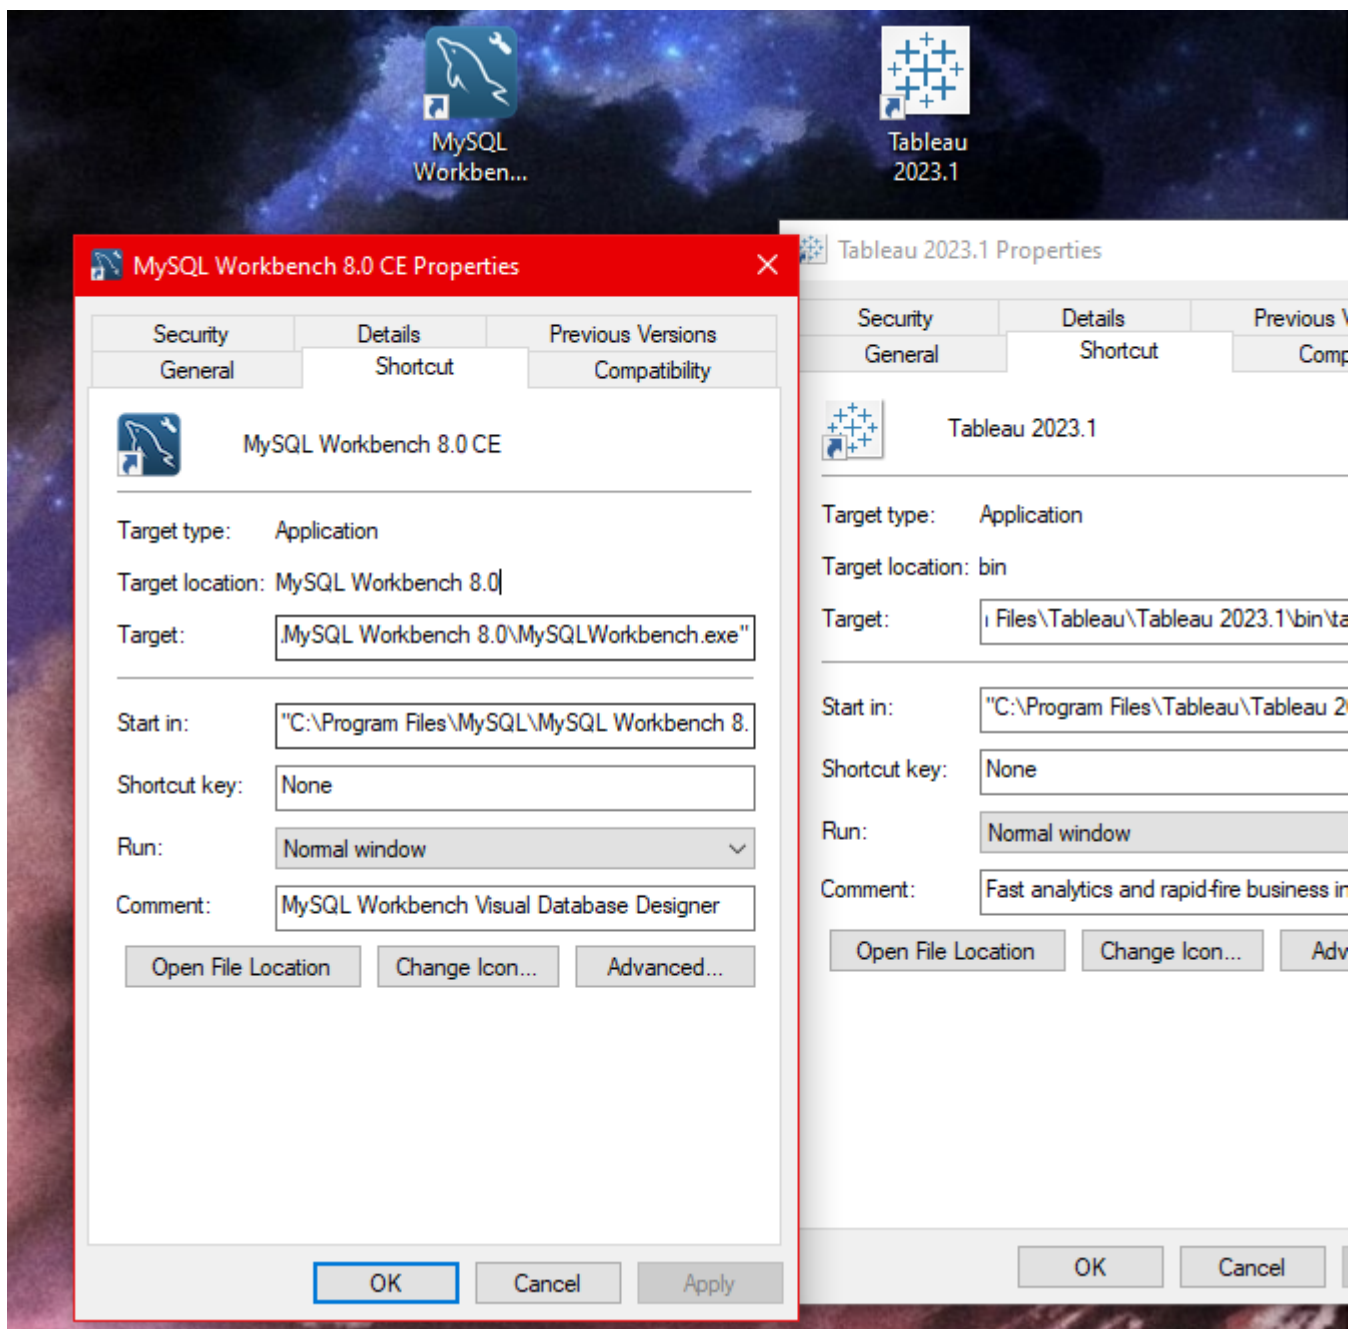 MySQL
Workben...
Tableau
2023.1
MySQL Workbench 8.0 CE Properties
Security
Details
Previous Versions
General
Shortcut
Compatibility
MySQL Workbench 8.0 CE
Target type: Application
Target location: MySQL Workbench 8.0
Target: MySQL Workbench 8.0\MySQLWorkbench.exe"
Start in: "C:\Program Files\MySQL\MySQL Workbench 8.
Shortcut key: None
Run: Normal window
Comment: MySQL Workbench Visual Database Designer
Open File Location
Change Icon...
Advanced...
OK
Cancel
Apply
Tableau 2023.1 Properties
Security
Details
Previous
General
Shortcut
Comp
Tableau 2023.1
Target type: Application
Target location: bin
Target: Files\Tableau\Tableau 2023.1\bin\ta
Start in: "C:\Program Files\Tableau\Tableau 2
Shortcut key: None
Run: Normal window
Comment: Fast analytics and rapid-fire business in
Open File Location
Change Icon...
Adv
OK
Cancel